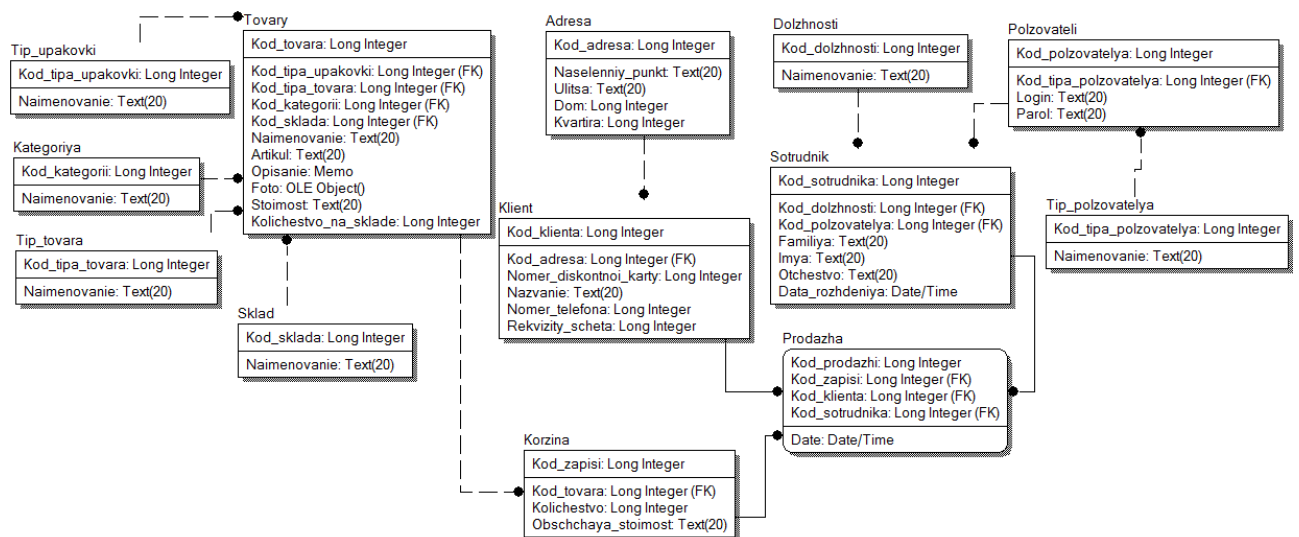 Tip_upakovki
Kod_tipa_upakovki: Long Integer
Naimenovanie: Text(20)
Kategoriya
Kod_kategorii: Long Integer
Naimenovanie: Text(20)
Tip_tovara
Kod_tipa_tovara: Long Integer
Naimenovanie: Text(20)
Tovary
Kod_tovara: Long Integer
Kod_tipa_upakovki: Long Integer (FK)
Kod_tipa_tovara: Long Integer (FK)
Kod_kategorii: Long Integer (FK)
Kod_sklada: Long Integer (FK)
Naimenovanie: Text(20)
Artikul: Text(20)
Opisanie: Memo
Foto: OLE Object()
Stoimost: Text(20)
Kolichestvo_na_sklade: Long Integer
Sklad
Kod_sklada: Long Integer
Naimenovanie: Text(20)
Adresa
Kod_adresa: Long Integer
Naselenniy_punkt: Text(20)
Ulitsa: Text(20)
Dom: Long Integer
Kvartira: Long Integer
Klient
Kod_klienta: Long Integer
Kod_adresa: Long Integer (FK)
Nomer_diskontnoi_karty: Long Integer
Nazvanie: Text(20)
Nomer_telefona: Long Integer
Rekvizity_scheta: Long Integer
Korzina
Kod_zapisi: Long Integer
Kod_tovara: Long Integer (FK)
Kolichestvo: Long Integer
Obschchaya_stoimost: Text(20)
Dolzhnosti
Kod_dolzhnosti: Long Integer
Naimenovanie: Text(20)
Polzovateli
Kod_polzovatelya: Long Integer
Kod_tipa_polzovatelya: Long Integer (FK)
Login: Text(20)
Parol: Text(20)
Sotrudnik
Kod_sotrudnika: Long Integer
Kod_dolzhnosti: Long Integer (FK)
Kod_polzovatelya: Long Integer (FK)
Familiya: Text(20)
Imya: Text(20)
Otchestvo: Text(20)
Data_rozhdeniya: Date/Time
Tip_polzovatelya
Kod_tipa_polzovatelya: Long Integer
Naimenovanie: Text(20)
Prodazha
Kod_prodazhi: Long Integer
Kod_zapisi: Long Integer (FK)
Kod_klienta: Long Integer (FK)
Kod_sotrudnika: Long Integer (FK)
Date: Date/Time